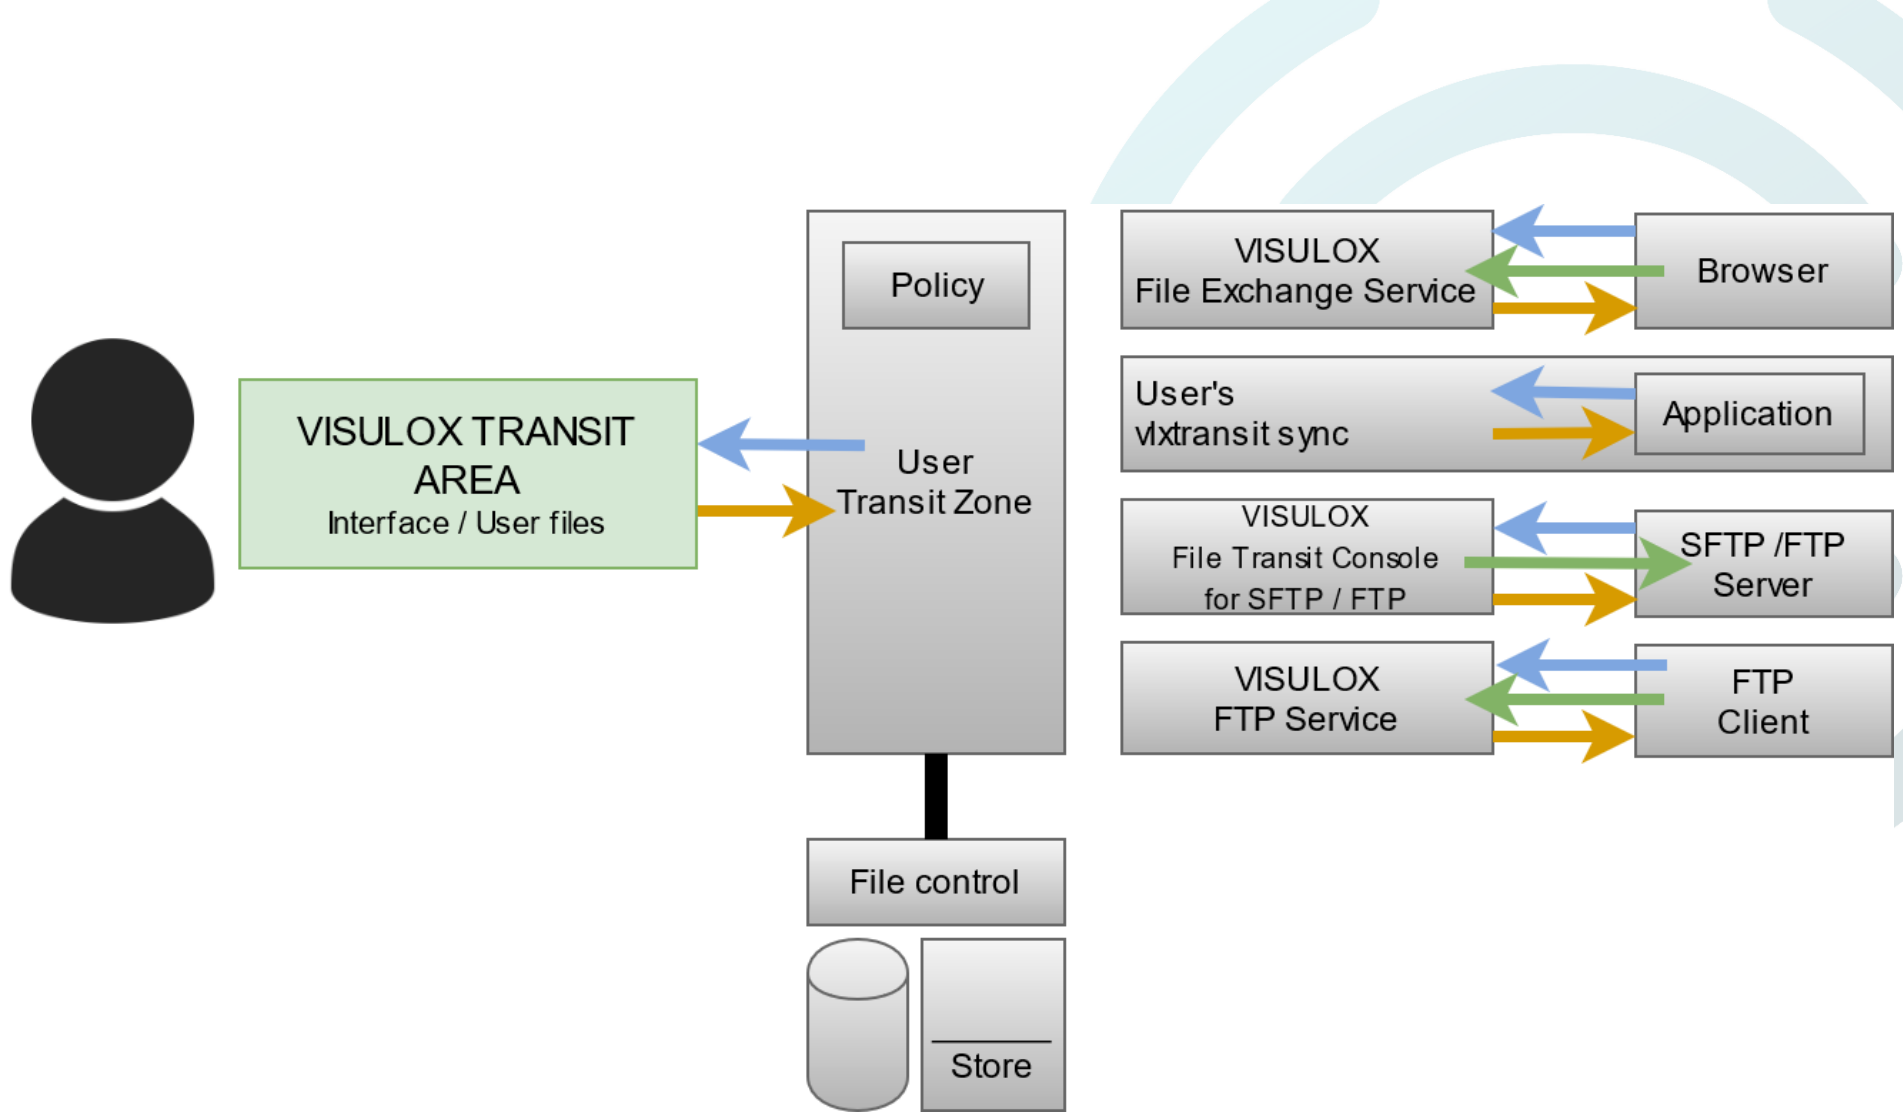 Policy
VISULOX
File Exchange Service
Browser
User's
vlxtransit sync
Application
VISULOX TRANSIT
AREA
Interface / User files
User
Transit Zone
VISULOX
File Transit Console
for SFTP / FTP
SFTP /FTP
Server
VISULOX
FTP Service
FTP
Client
File control
Store